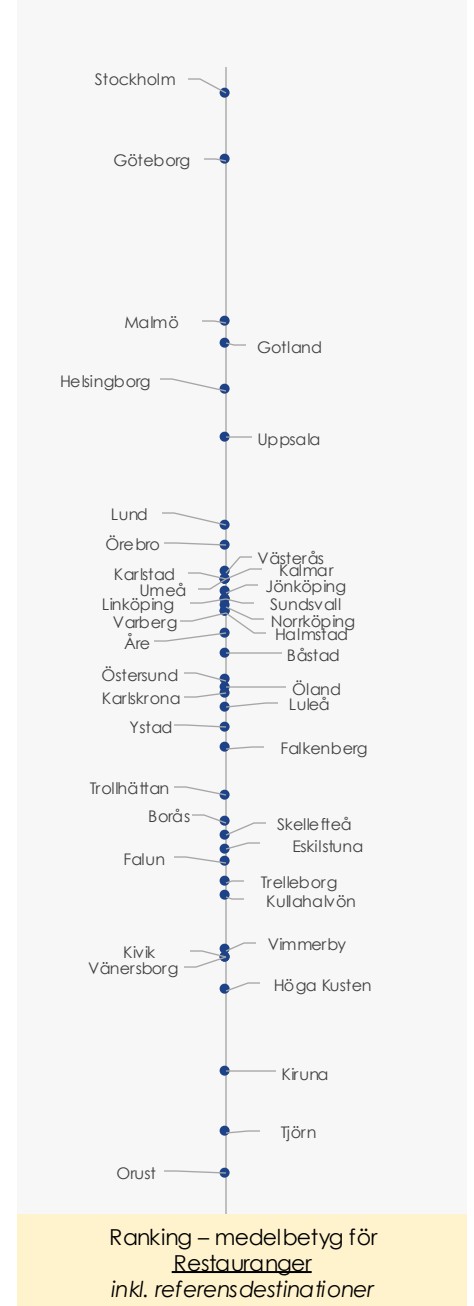 Stockholm
Göteborg
Malmö
Gotland
Helsingborg
Uppsala
Lund
Örebro
Västerås
Kalmar
Karlstad
Umeå
Jönköping
Linköping
Sundsvall
Varberg
Norrköping
Halmstad
Åre
Båstad
Östersund
Öland
Karlskrona
Luleå
Ystad
Falkenberg
Trollhättan
Borås
Skellefteå
Eskilstuna
Falun
Trelleborg
Kullahalvön
Vimmerby
Kivik
Vänersborg
Höga Kusten
Kiruna
Tjörn
Orust
Ranking – medelbetyg för
Restauranger
inkl. referensdestinationer